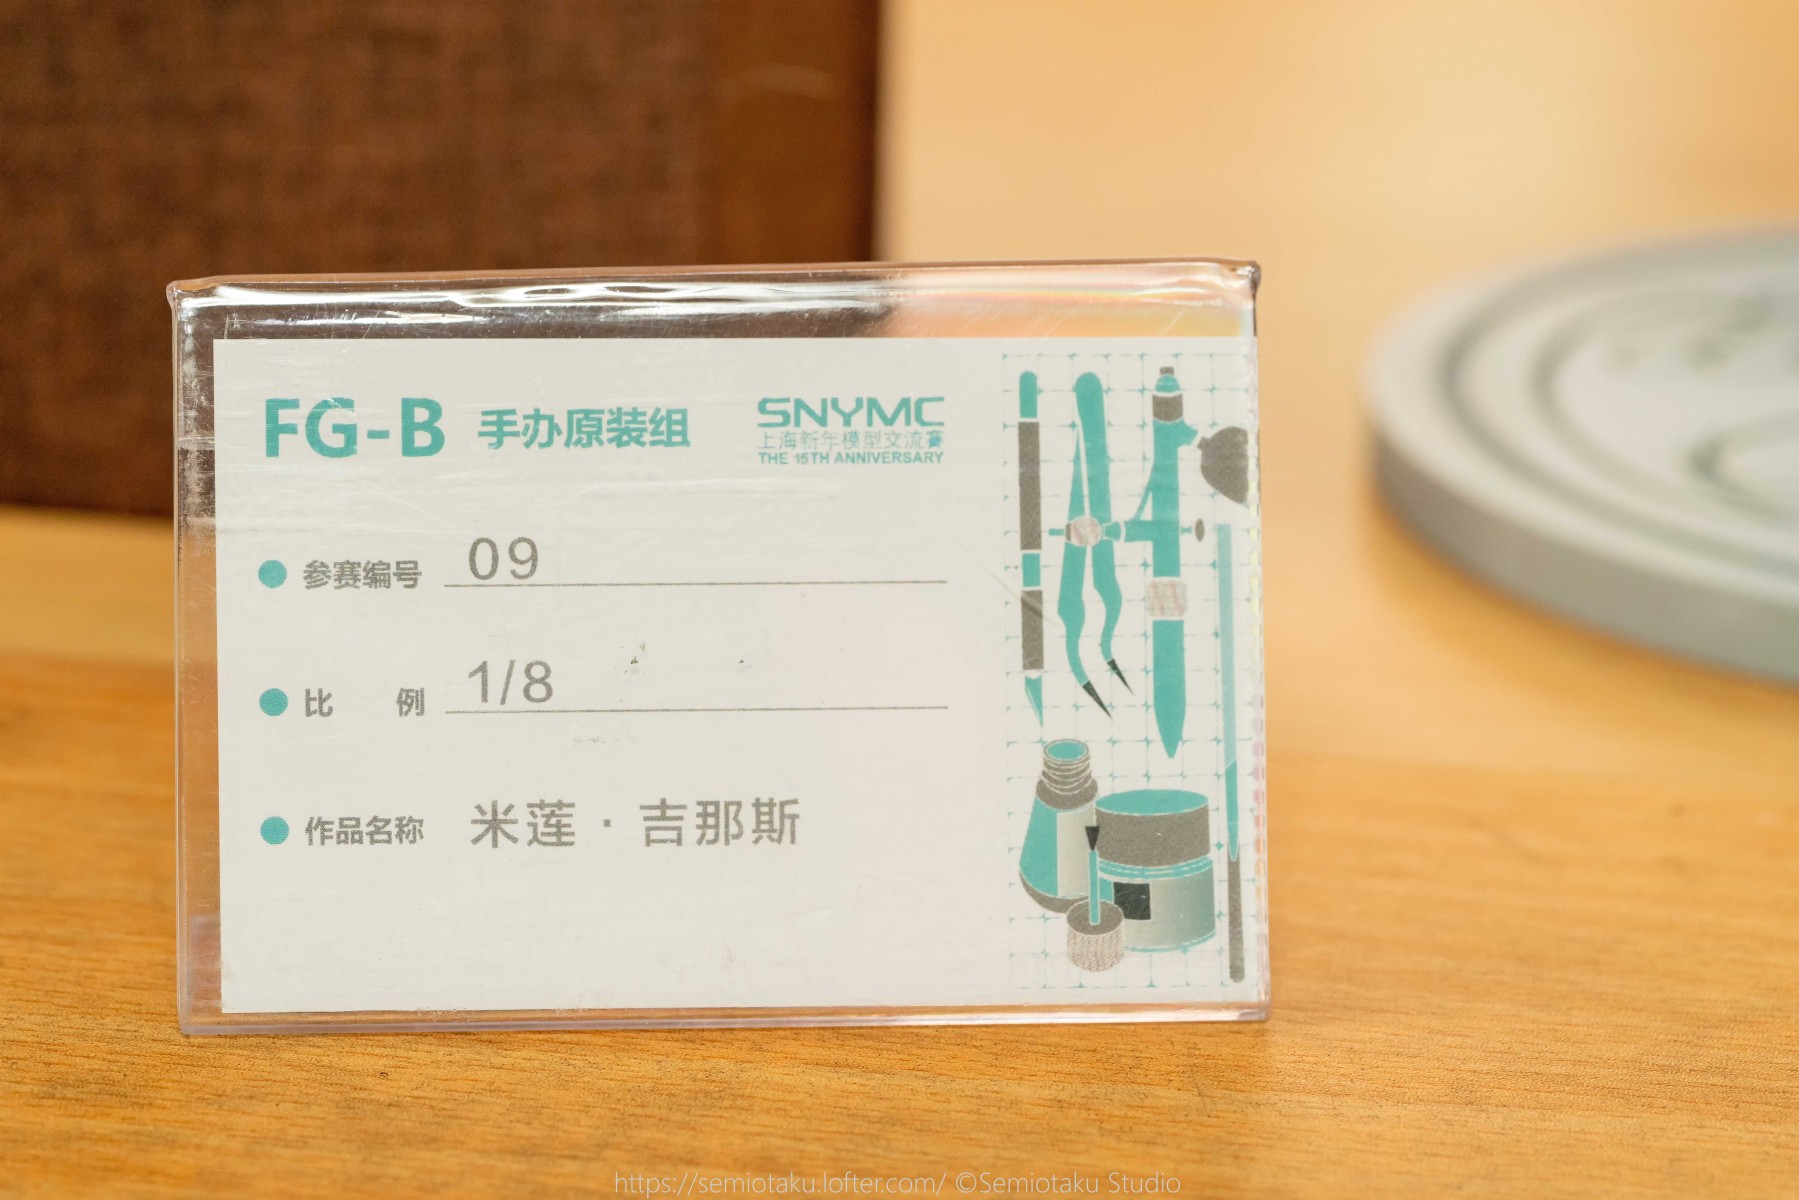 FG-B 手办原装组
SNYMC
上海新年模型交流赛
THE 15TH ANNIVERSARY
参赛编号 09
比 例 1/8
作品名称 米莲·吉那斯
https://semiotaku.lofter.com/ ©Semiotaku Studio